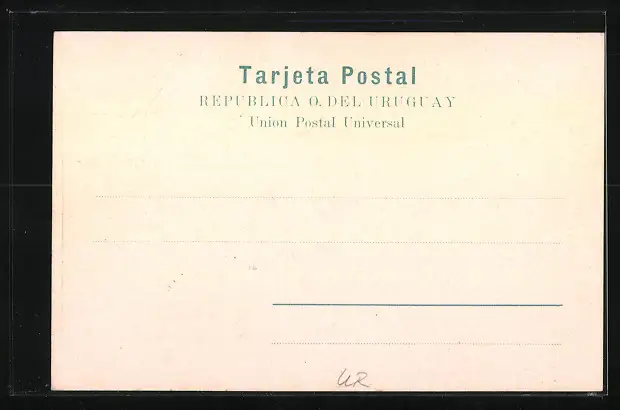 Tarjeta Postal
REPUBLICA O. DEL URUGUAY
Union Postal Universal
UR